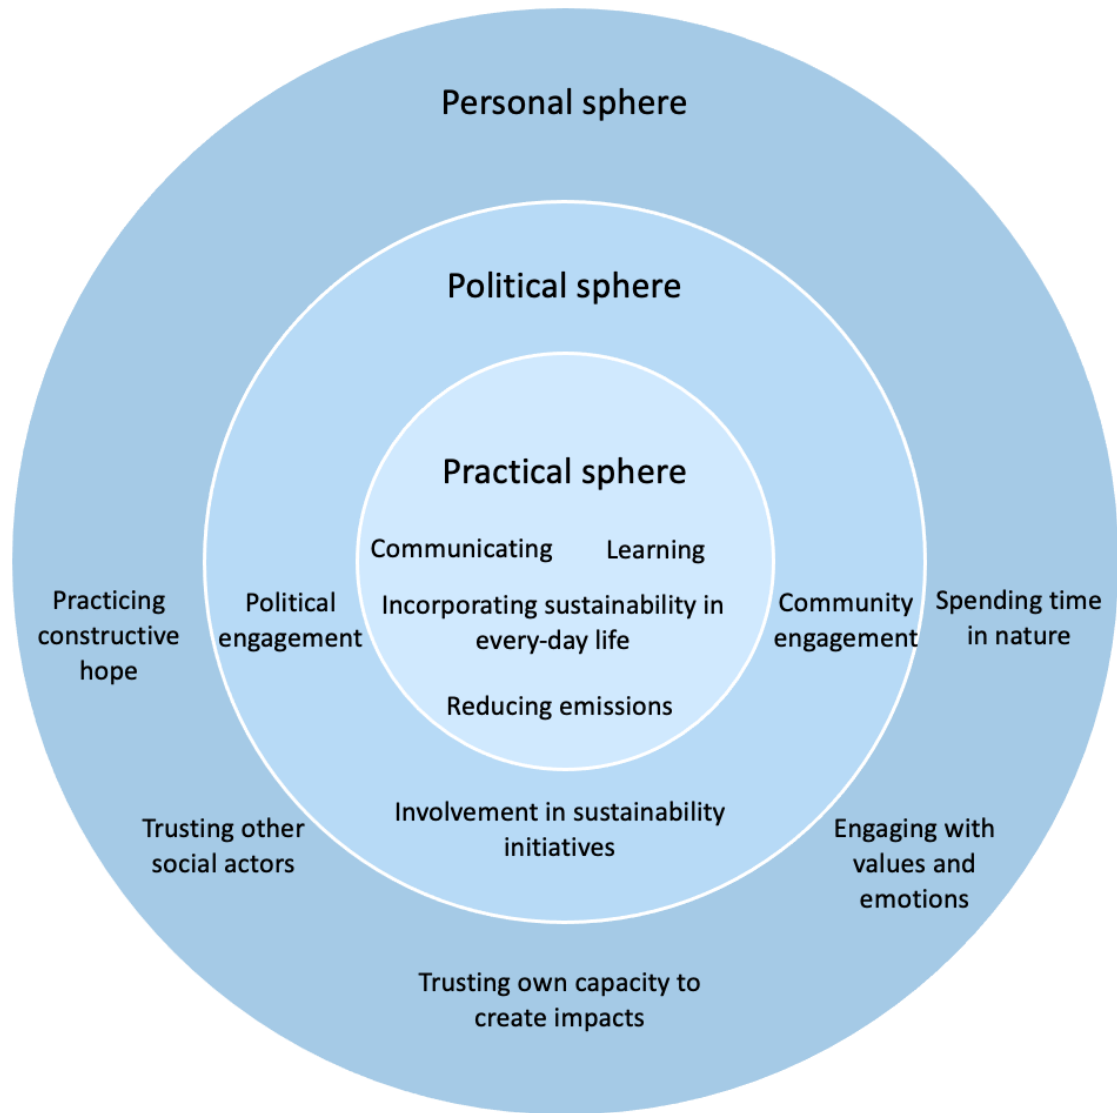 Personal sphere
Political sphere
Practical sphere
Communicating
Learning
Incorporating sustainability in
every-day life
Reducing emissions
Political
engagement
Community
engagement
Involvement in sustainability
initiatives
Practicing
constructive
hope
Spending time
in nature
Trusting other
social actors
Engaging with
values and
emotions
Trusting own capacity to
create impacts